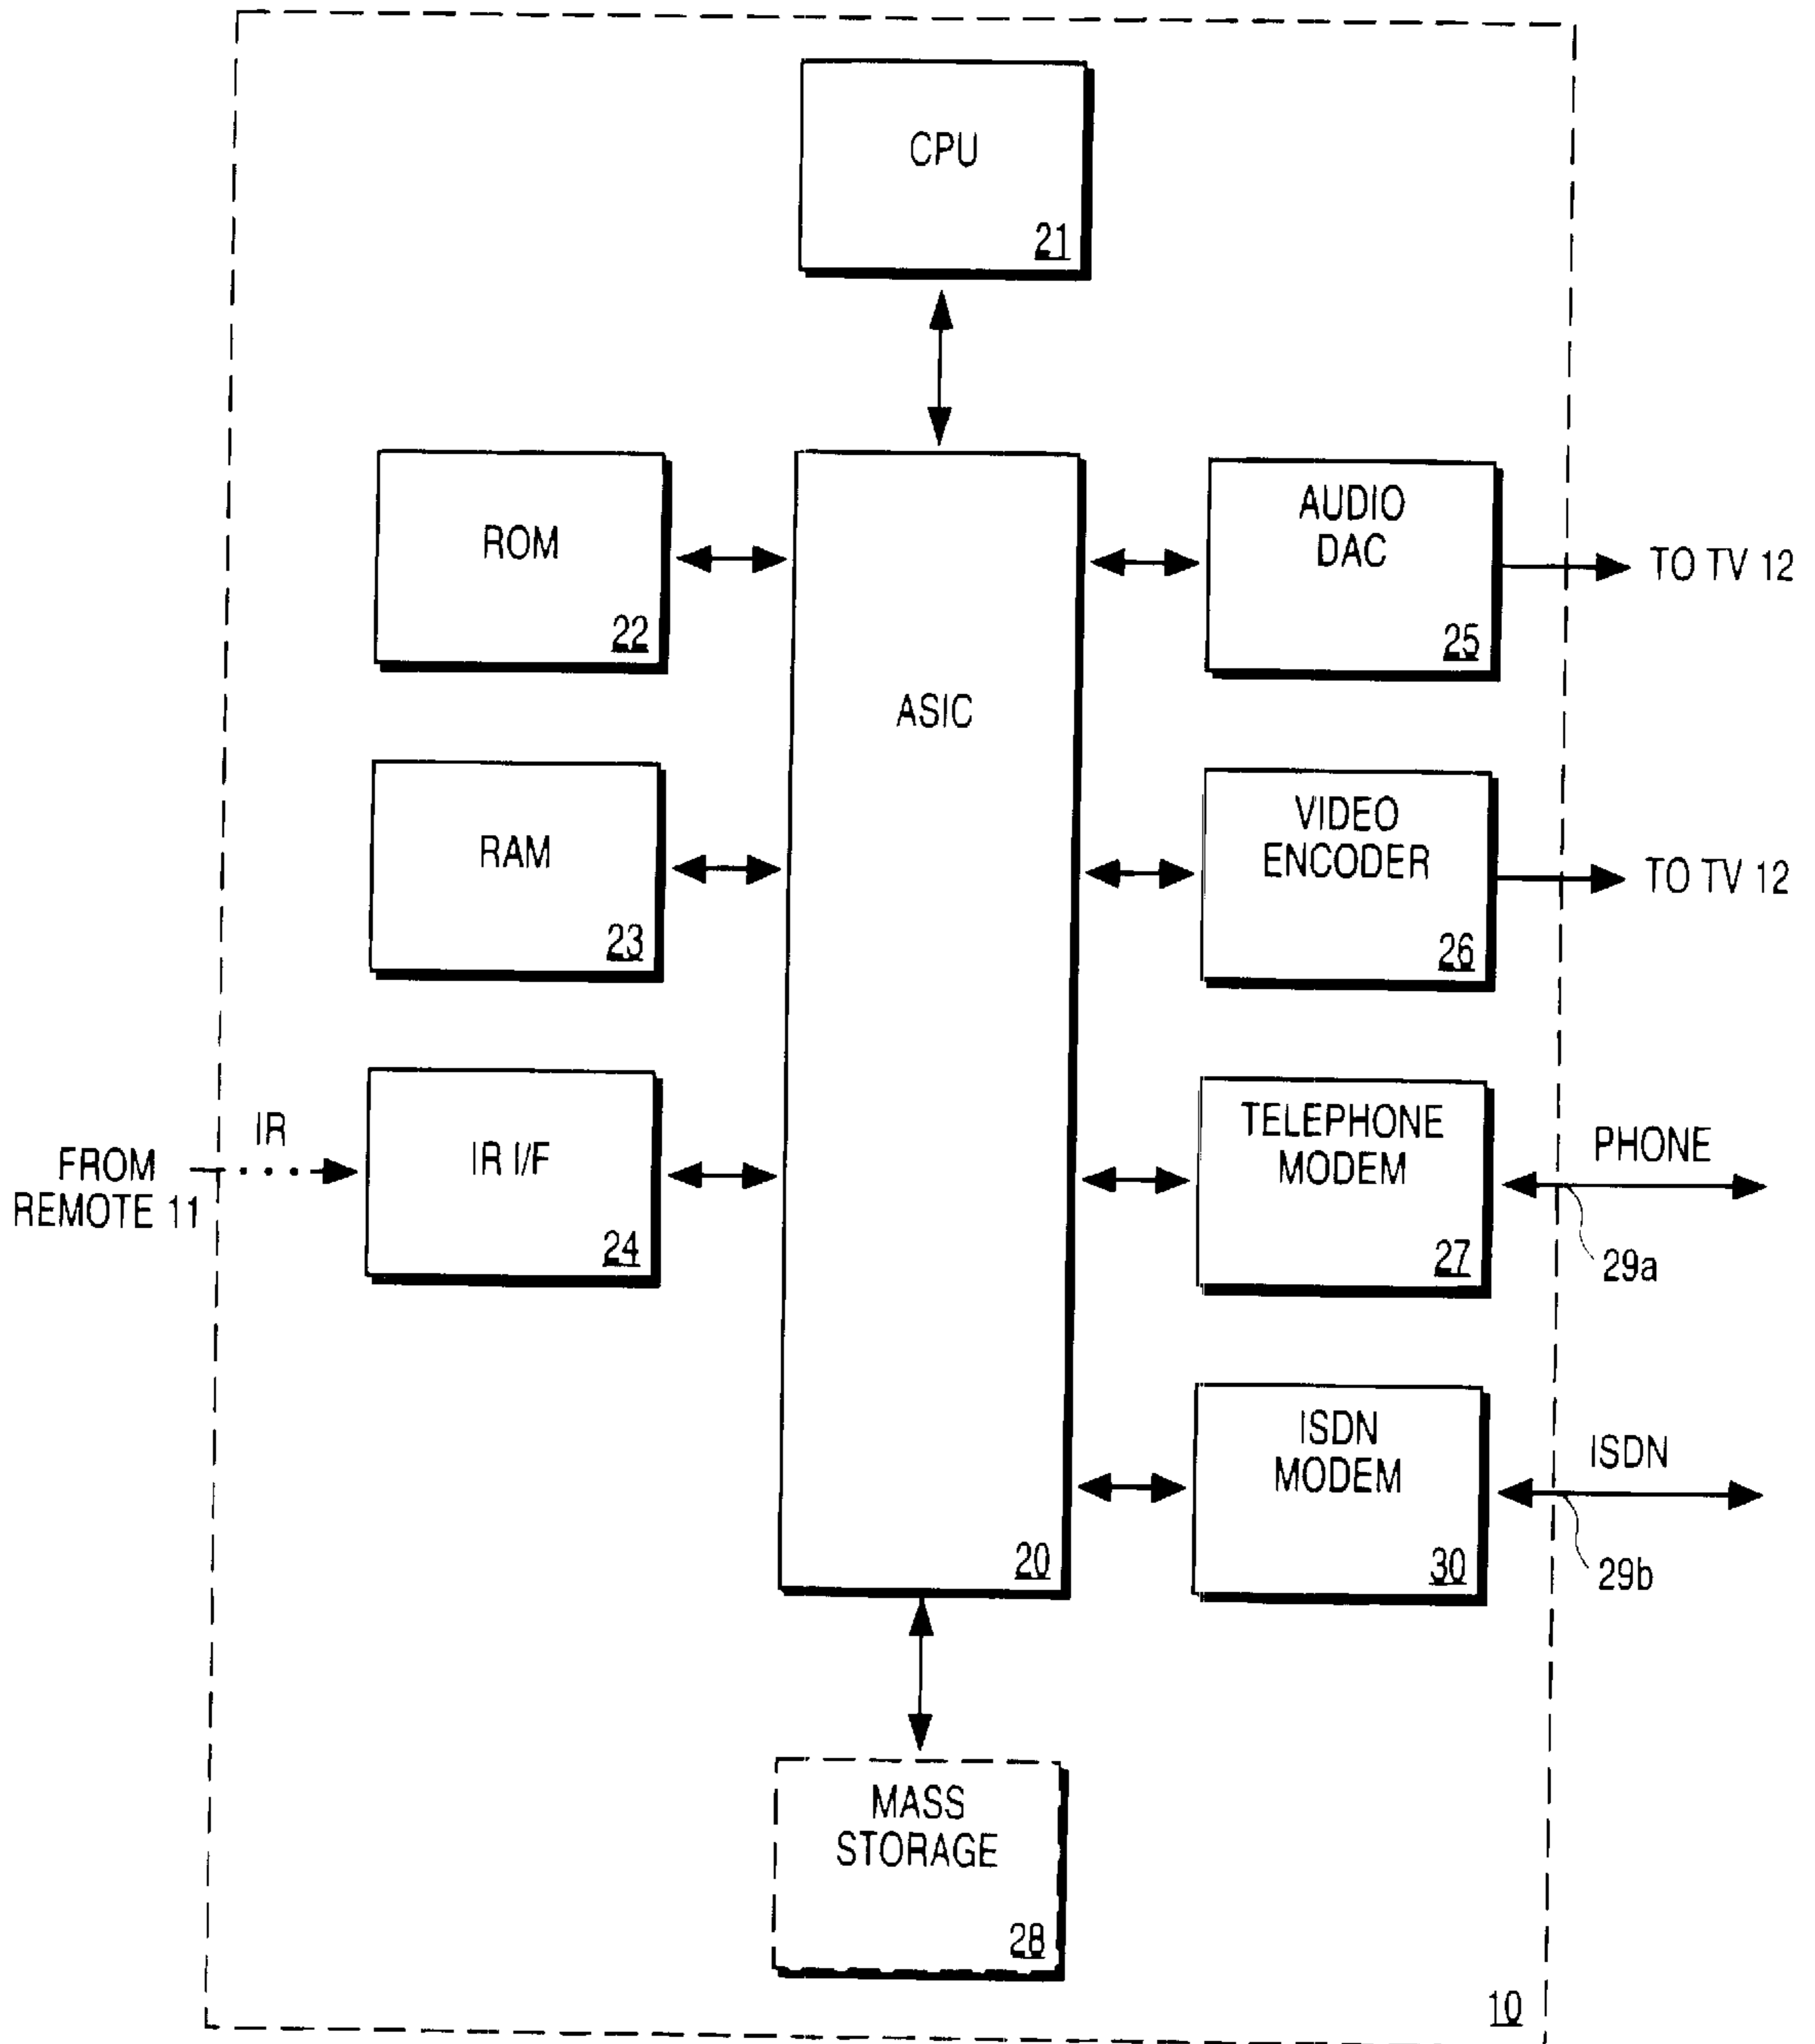 CPU
21
ROM
22
AUDIO
DAC
25
TO TV 12
ASIC
20
RAM
23
VIDEO
ENCODER
26
TO TV 12
FROM
REMOTE 11
IR
IR I/F
24
TELEPHONE
MODEM
27
PHONE
29a
ISDN
MODEM
30
ISDN
29b
MASS
STORAGE
28
10